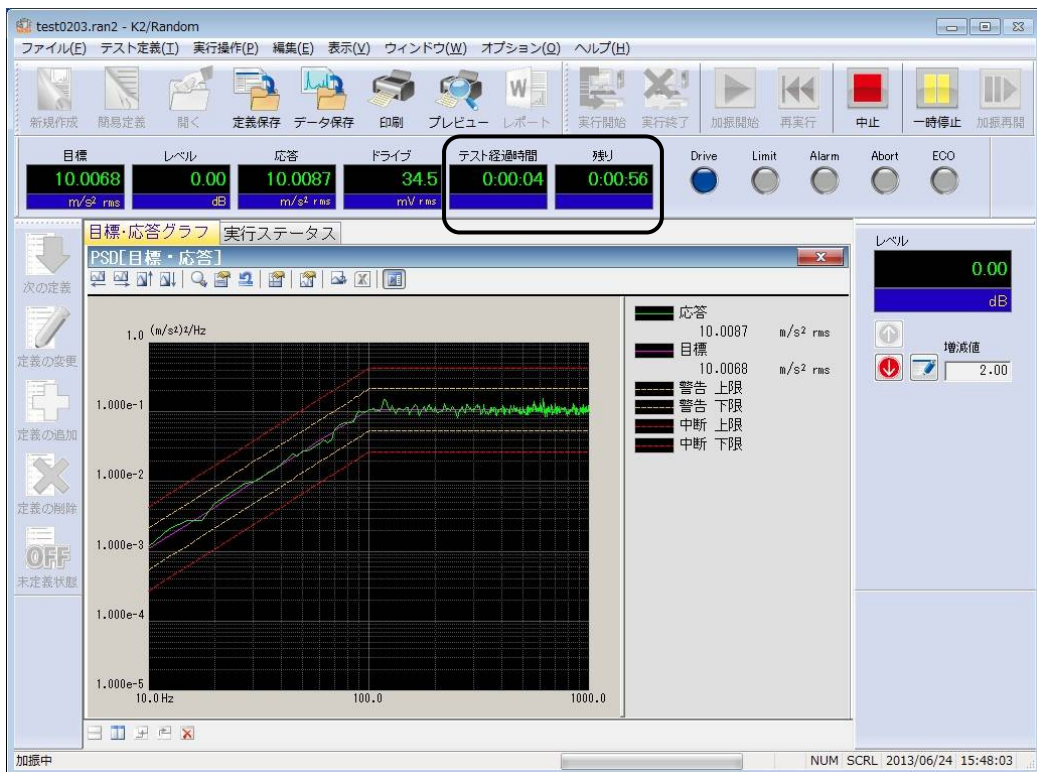 test0203.ran2 - K2/Random
ファイル(F) テスト定義(T) 実行操作(P) 編集(E) 表示(V) ウィンドウ(W) オプション(O) ヘルプ(H)
新規作成 簡易定義 開く 定義保存 データ保存 印刷 プレビュー レポート 実行開始 実行終了 加振開始 再実行 中止 一時停止 加振再開
目標 レベル 応答 ドライブ テスト経過時間 残り Drive Limit Alarm Abort ECO
10.0068 0.00 10.0087 34.5 0:00:04 0:00:56
m/s² rms dB m/s² rms mV rms
目標・応答グラフ 実行ステータス
PSD[目標・応答]
次の定義
定義の変更
定義の追加
定義の削除
OFF
未定義状態
1.0 (m/s²)²/Hz
1.000e-1
1.000e-2
1.000e-3
1.000e-4
1.000e-5
10.0 Hz 100.0 1000.0
応答
10.0087 m/s² rms
目標
10.0068 m/s² rms
警告 上限
警告 下限
中断 上限
中断 下限
レベル
0.00
dB
増減値
2.00
加振中 NUM SCRL 2013/06/24 15:48:03